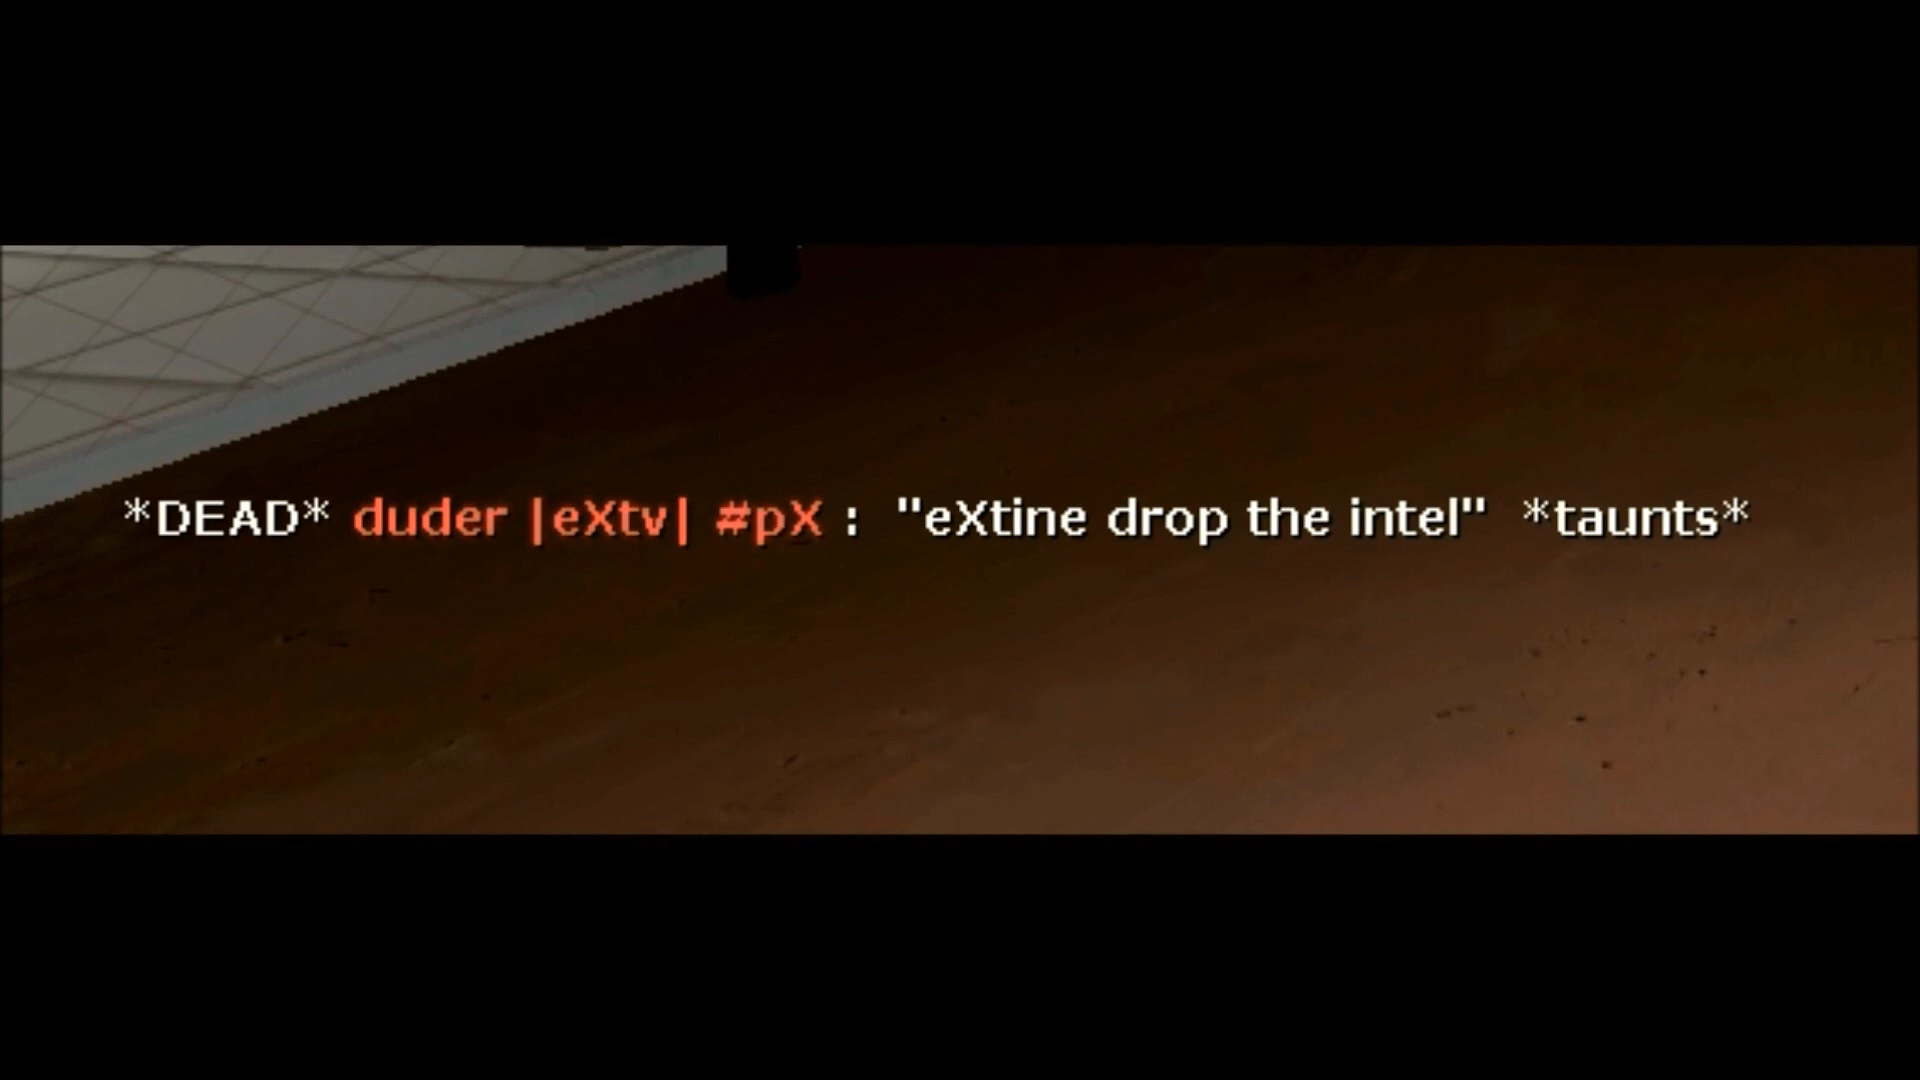 *DEAD* duder |eXtv| #pX :  "eXtine drop the intel"  *taunts*